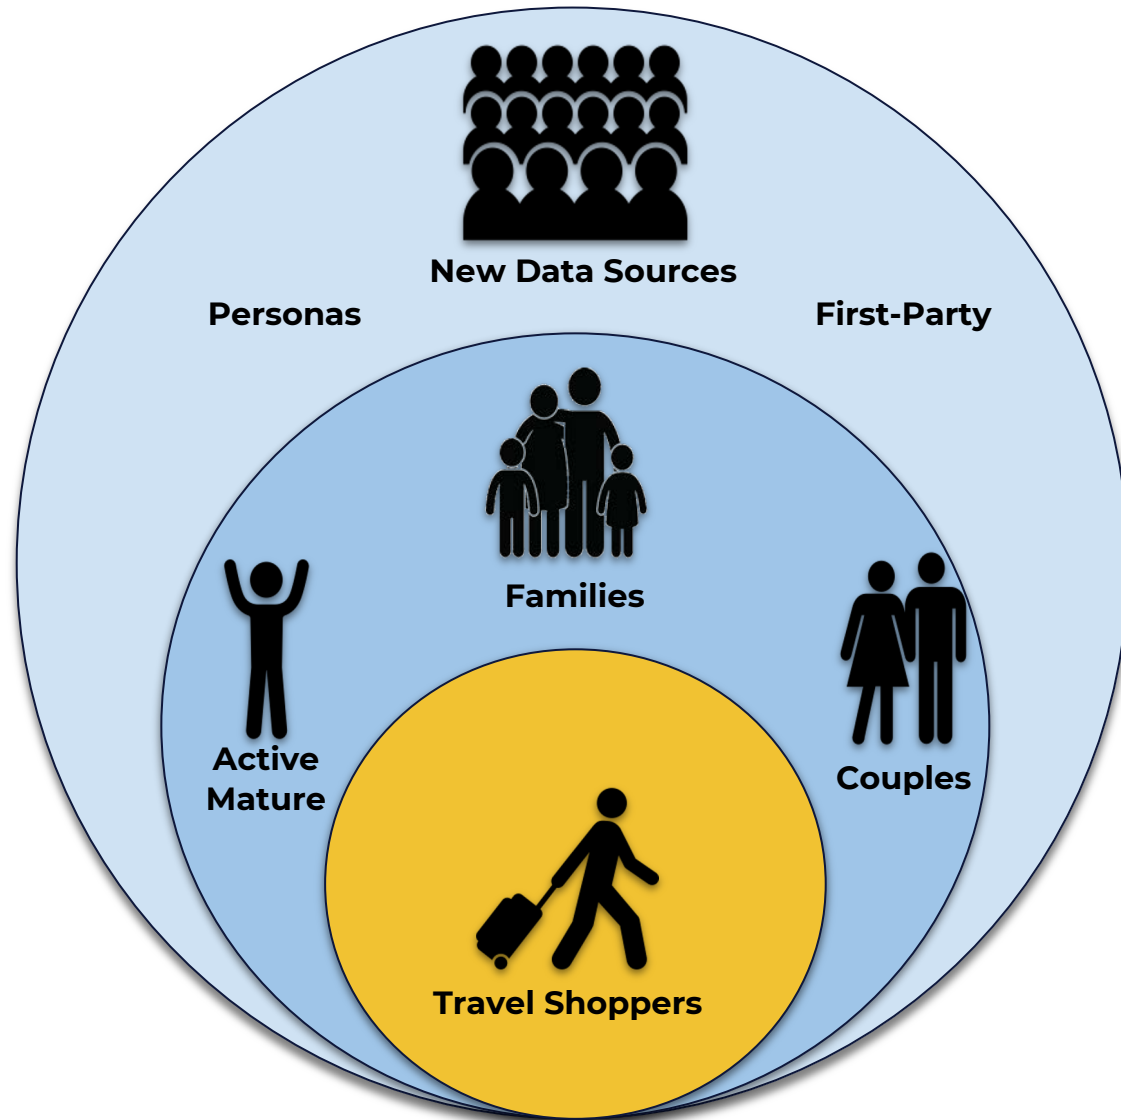 New Data Sources
Personas
First-Party
Families
Active
Mature
Couples
Travel Shoppers